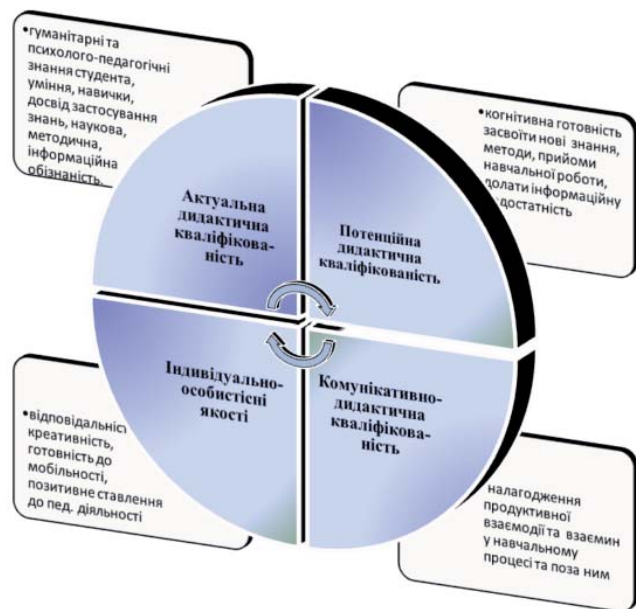 •гуманітарні та
психолого-педагогічні
знання студента,
уміння, навички,
досвід застосування
знань, наукова,
методична,
інформаційна
обізнаність.
•когнітивна готовність
засвоїти нові знання,
методи, прийоми
навчальної роботи,
долати інформаційну
достатність
Актуальна
дидактична
кваліфікова-
ність
Потенційна
дидактична
кваліфікованість
Індивідуально-
особистісні
якості
Комунікативно-
дидактична
кваліфікова-
ність
•відповідальніс
креативність,
готовність до
мобільності,
позитивне ставлення
до пед. діяльності
налагодження
продуктивної
взаємодії та взаємин
у навчальному
процесі та поза ним